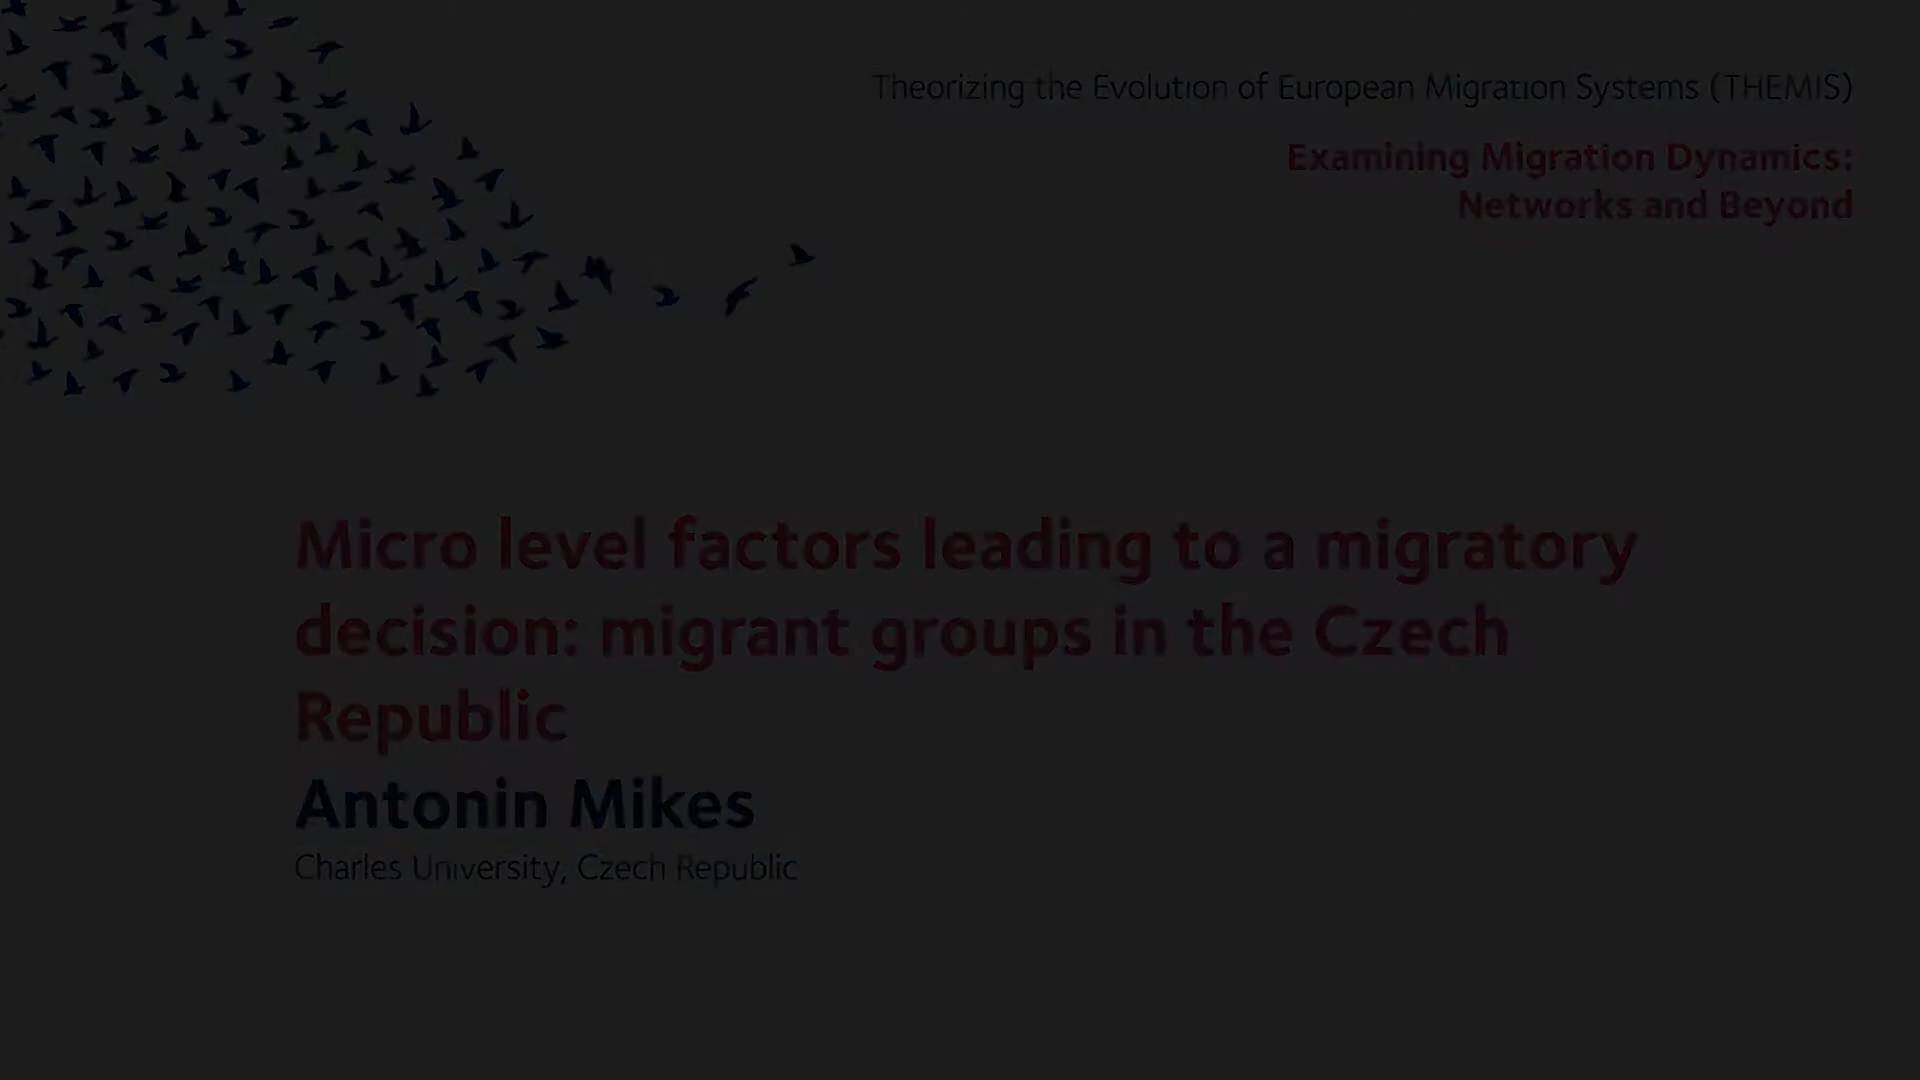 Theorizing the Evolution of European Migration Systems (THEMIS)
Examining Migration Dynamics:
Networks and Beyond
Micro level factors leading to a migratory
decision: migrant groups in the Czech
Republic
Antonin Mikes
Charles University, Czech Republic